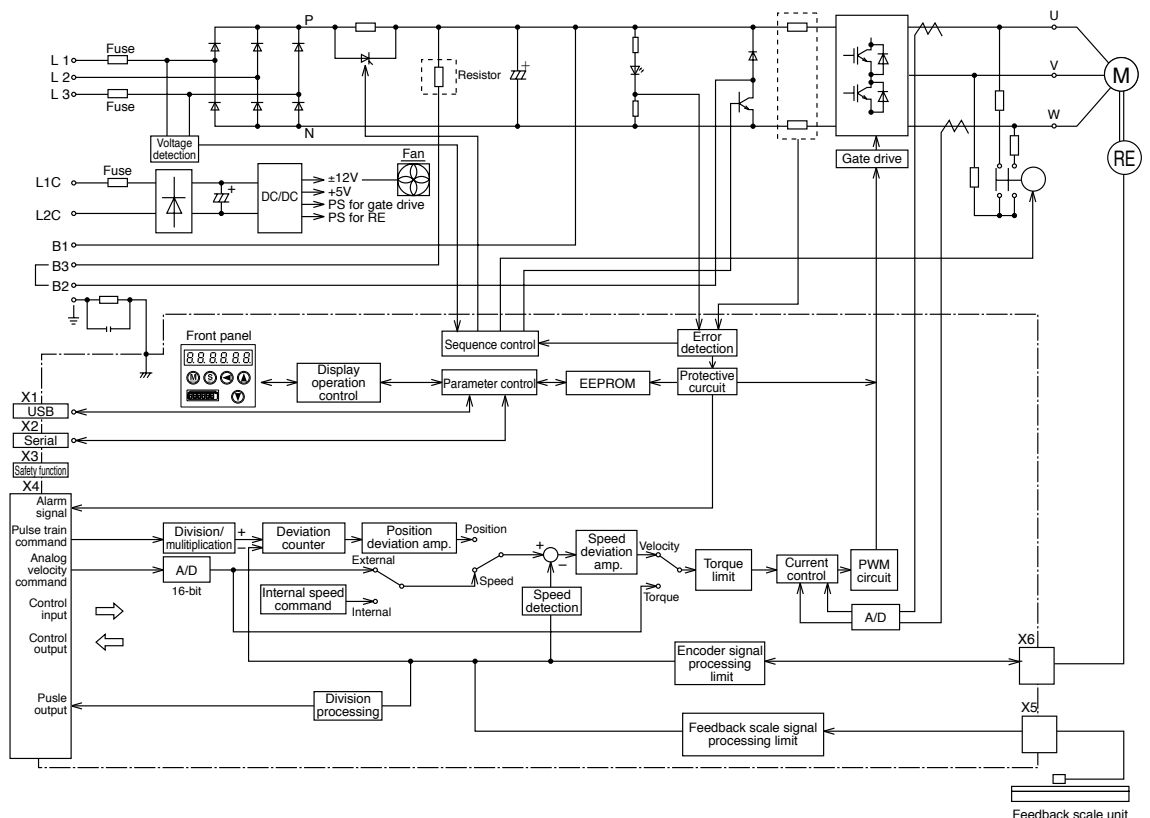 P
U
Fuse
L 1
L 2
L 3
Fuse
Resistor
V
M
N
W
Voltage
detection
RE
Gate drive
Fan
Fuse
L1C
L2C
DC/DC
±12V
+5V
PS for gate drive
PS for RE
B1
B3
B2
Front panel
8.8.8.8.8.8.
M
S
Sequence control
Error
detection
Display
operation
control
Parameter control
EEPROM
Protective
curcuit
X1
USB
X2
Serial
X3
Safety function
X4
Alarm
signal
Pulse train
command
Analog
velocity
command
Control
input
Control
output
Pusle
output
Division/
muitiplication
+
−
Deviation
counter
Position
deviation amp.
Position
A/D
16-bit
External
Internal speed
command
Internal
Speed
+
−
Speed
detection
Speed
deviation
amp.
Velocity
Torque
Torque
limit
Current
control
PWM
circuit
A/D
Encoder signal
processing
limit
X6
Division
processing
Feedback scale signal
processing limit
X5
Feedback scale unit